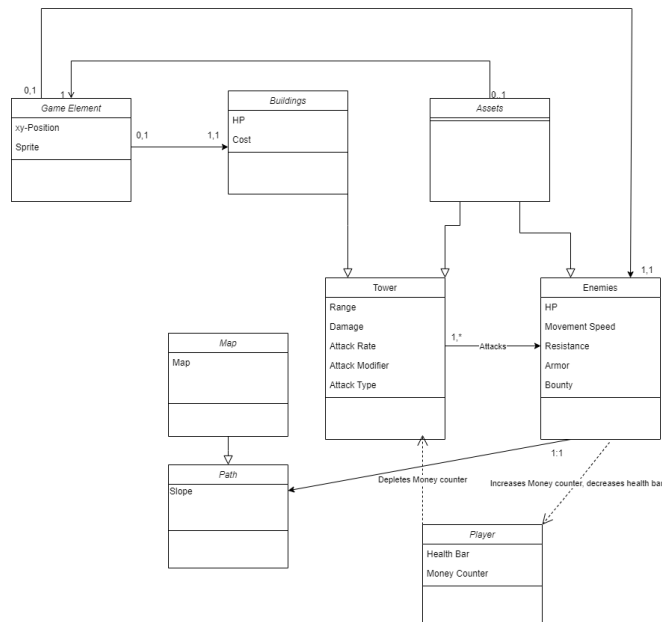 0,1
1
0..1
Game Element
xy-Position
Sprite
0,1
1,1
Buildings
HP
Cost
Assets
1,1
Tower
Range
Damage
Attack Rate
Attack Modifier
Attack Type
1,*
Attacks
Enemies
HP
Movement Speed
Resistance
Armor
Bounty
Map
Map
1:1
Path
Slope
Depletes Money counter
Increases Money counter, decreases health bar
Player
Health Bar
Money Counter